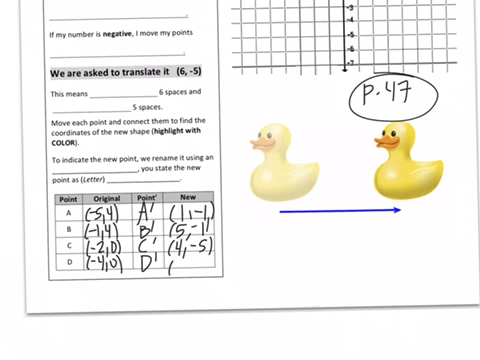 If my number is negative, I move my points
We are asked to translate it (6, -5)
This means 6 spaces and
5 spaces.
Move each point and connect them to find the
coordinates of the new shape (highlight with
COLOR).
To indicate the new point, we rename it using an
, you state the new
point as (Letter)
Point Original Point' New
A (-5,4) A' (1,-1)
B (-1,4) B' (5,-1)
C (-2,0) C' (4,-5)
D (-4,0) D' (
-3
-4
-5
-6
-7
p.47